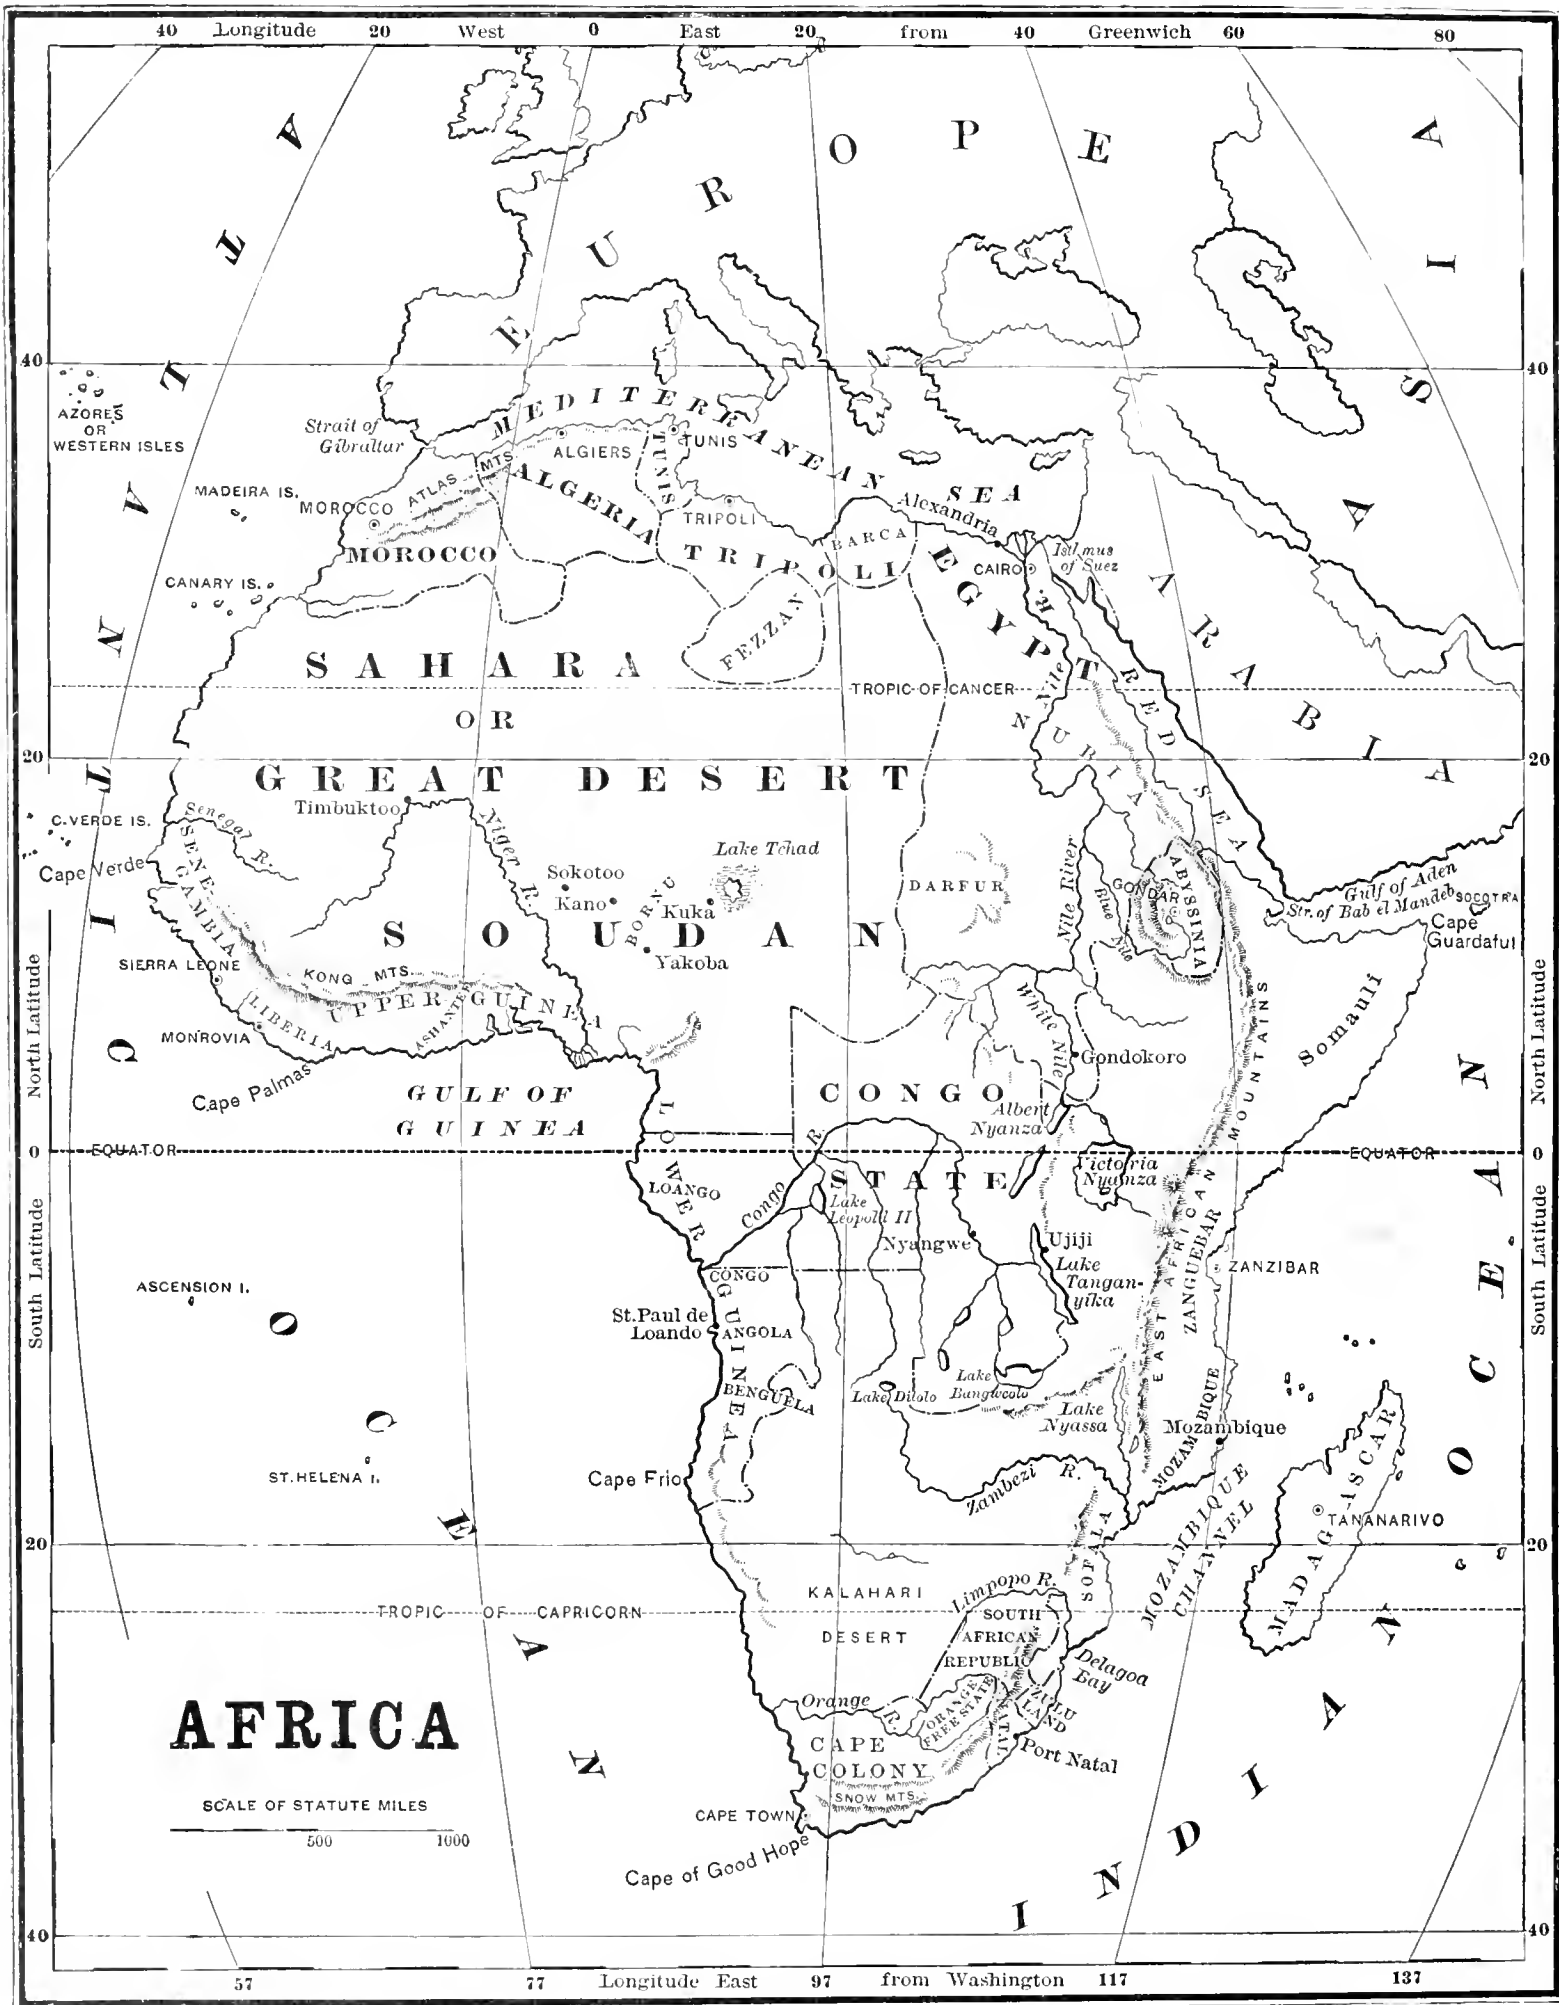 40 Longitude 20 West 0 East 20 from 40 Greenwich 60 80
ATLANTIC OCEAN
EUROPE
ASIA
40
40
AZORES
OR
WESTERN ISLES
Strait of
Gibraltar
MEDITERRANEAN SEA
MADEIRA IS.
MOROCCO
ATLAS MTS.
ALGIERS
TUNIS
TUNIS
ALGERIA
TRIPOLI
TRIPOLI
BARCA
Alexandria
MOROCCO
CAIRO
Isthmus
of Suez
EGYPT
CANARY IS.
FEZZAN
R. Nile
ARABIA
SAHARA
OR
GREAT DESERT
TROPIC OF CANCER
NUBIA
RED SEA
20
20
C.VERDE IS.
Cape Verde
Senegal R.
SENE-
GAMBIA
Timbuktoo
Niger R.
Sokotoo
Kano
Lake Tchad
Kuka
BORNU
Yakoba
SOUDAN
DARFUR
Nile River
Blue Nile
GONDAR
ABYSSINIA
Gulf of Aden
Str. of Bab el Mandeb
SOCOTRA
Cape
Guardafui
SIERRA LEONE
KONG MTS.
UPPER GUINEA
LIBERIA
ASHANTEE
MONROVIA
Cape Palmas
White Nile
Gondokoro
Somauli
North Latitude
North Latitude
GULF OF
GUINEA
CONGO
STATE
Albert
Nyanza
0
EQUATOR
EQUATOR
0
Victoria
Nyanza
LOWER GUINEA
LOANGO
Congo R.
Lake
Leopold II
Nyangwe
Ujiji
Lake
Tangan-
yika
EAST AFRICAN MOUNTAINS
ZANGUEBAR
ZANZIBAR
South Latitude
South Latitude
ASCENSION I.
CONGO
St.Paul de
Loando
ANGOLA
BENGUELA
Lake Dilolo
Lake
Bangweolo
Lake
Nyassa
MOZAMBIQUE
Mozambique
ST.HELENA I.
Cape Frio
Zambezi R.
MOZAMBIQUE
CHANNEL
MADAGASCAR
TANANARIVO
20
20
SOFALA
KALAHARI
DESERT
Limpopo R.
TROPIC OF CAPRICORN
SOUTH
AFRICAN
REPUBLIC
Delagoa
Bay
ZULU
LAND
Orange R.
ORANGE
FREE STATE
NATAL
Port Natal
CAPE
COLONY
SNOW MTS.
CAPE TOWN
Cape of Good Hope
INDIAN OCEAN
AFRICA
SCALE OF STATUTE MILES
500 1000
40
40
57 77 Longitude East 97 from Washington 117 137